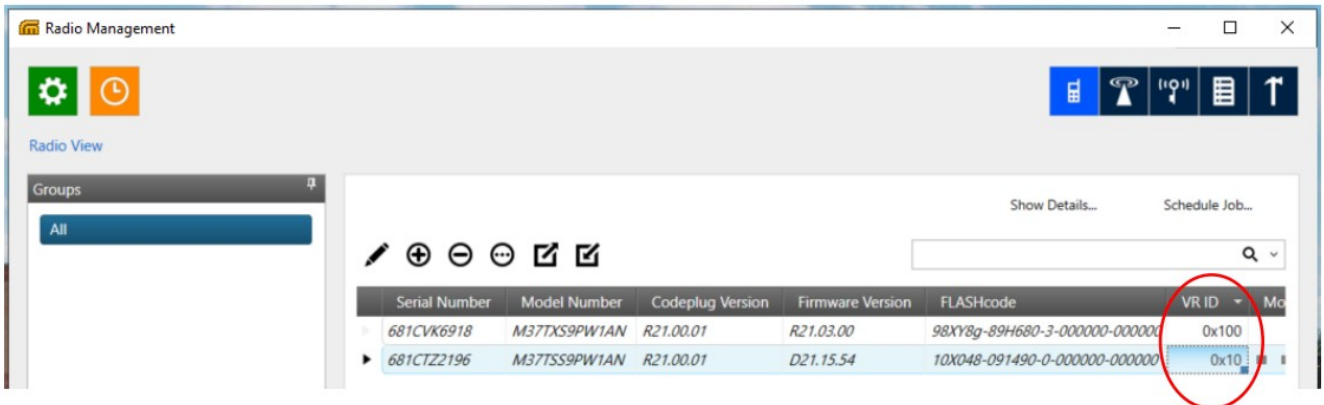 Radio Management
Radio View
Groups
All
Show Details... Schedule Job...
Serial Number Model Number Codeplug Version Firmware Version FLASHcode VR ID Mo
681CVK6918 M37TXS9PW1AN R21.00.01 R21.03.00 98XY8g-89H680-3-000000-000000 0x100
681CTZ2196 M37TSS9PW1AN R21.00.01 D21.15.54 10X048-091490-0-000000-000000 0x10